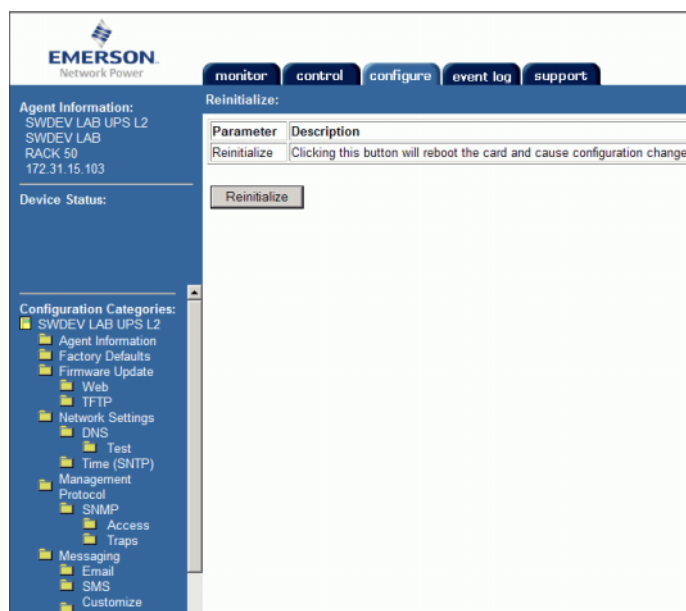 EMERSON.
Network Power
monitor control configure event log support
Agent Information:
SWDEV LAB UPS L2
SWDEV LAB
RACK 50
172.31.15.103
Device Status:
Reinitialize:
Parameter Description
Reinitialize Clicking this button will reboot the card and cause configuration change
Reinitialize
Configuration Categories:
SWDEV LAB UPS L2
Agent Information
Factory Defaults
Firmware Update
Web
TFTP
Network Settings
DNS
Test
Time (SNTP)
Management
Protocol
SNMP
Access
Traps
Messaging
Email
SMS
Customize